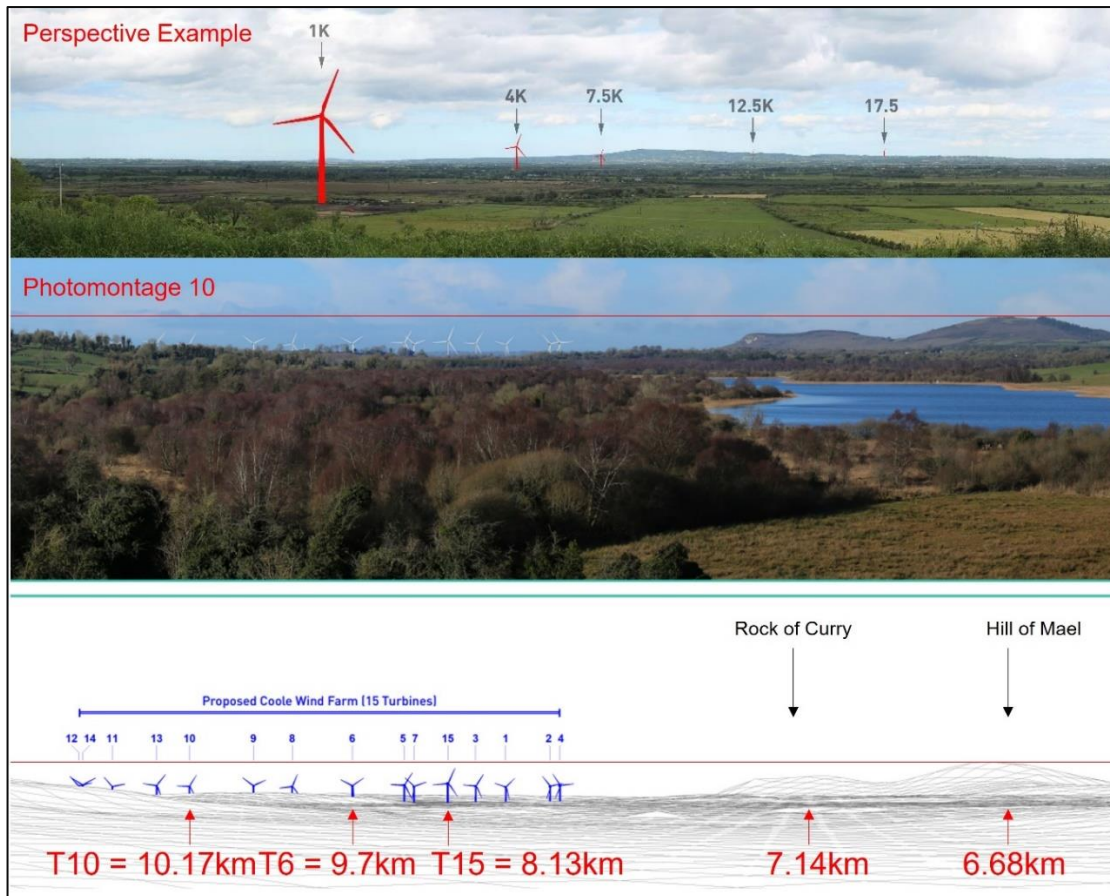 Perspective Example
1K
4K
7.5K
12.5K
17.5
Photomontage 10
Rock of Curry
Hill of Mael
Proposed Coole Wind Farm (15 Turbines)
12 14 11 13 10 9 8 6 5 7 15 3 1 2 4
T10 = 10.17km T6 = 9.7km T15 = 8.13km 7.14km 6.68km